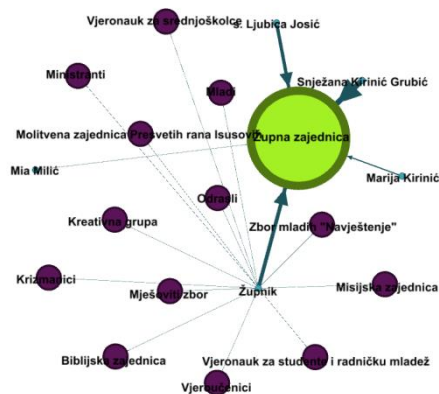 Vjeronauk za srednjoškolce
s. Ljubica Josić
Ministranti
Mladi
Snježana Kirinić Grubić
Molitvena zajednica Presvetih rana Isusovih
Župna zajednica
Mia Milić
Marija Kirinić
Odrasli
Kreativna grupa
Zbor mladih "Navještenje"
Krizmanici
Mješoviti zbor
Župnik
Misijska zajednica
Biblijska zajednica
Vjeronauk za studente i radničku mladež
Vjeroučenici